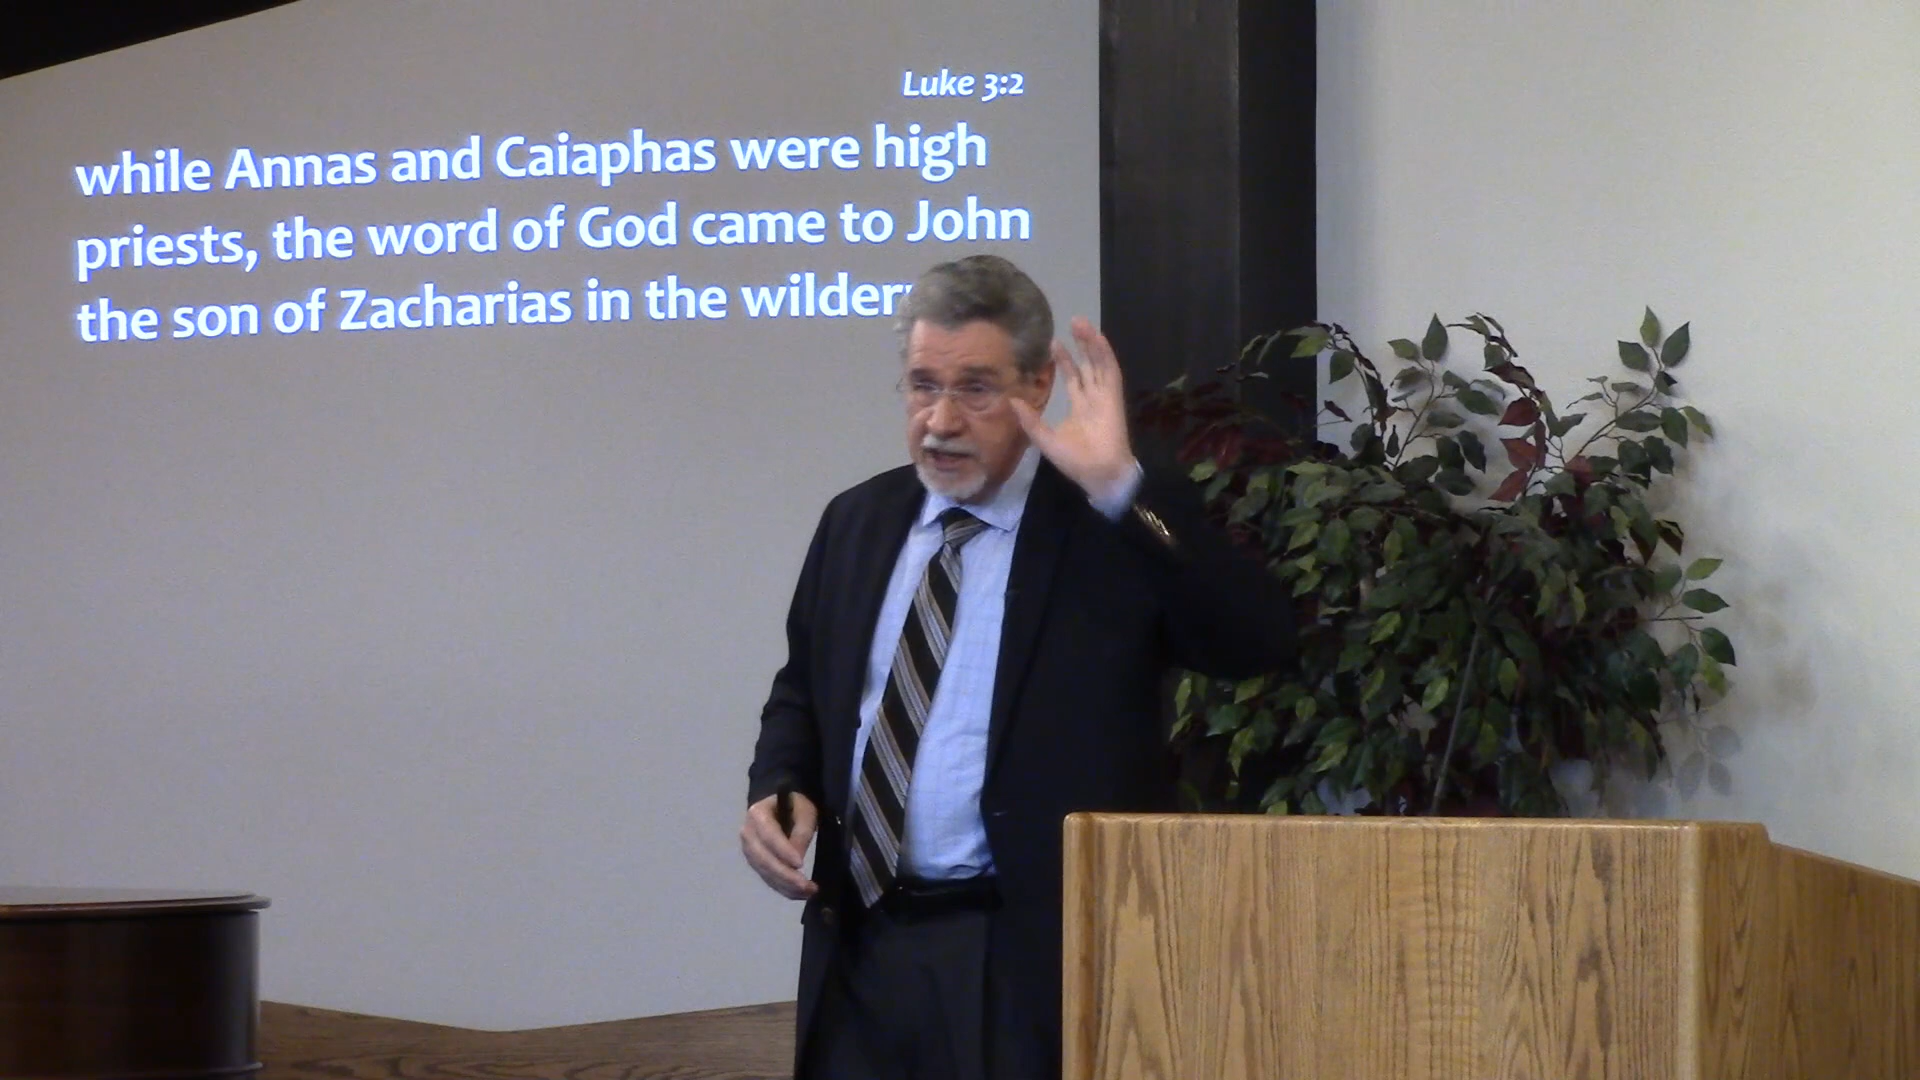 Luke 3:2
while Annas and Caiaphas were high
priests, the word of God came to John
the son of Zacharias in the